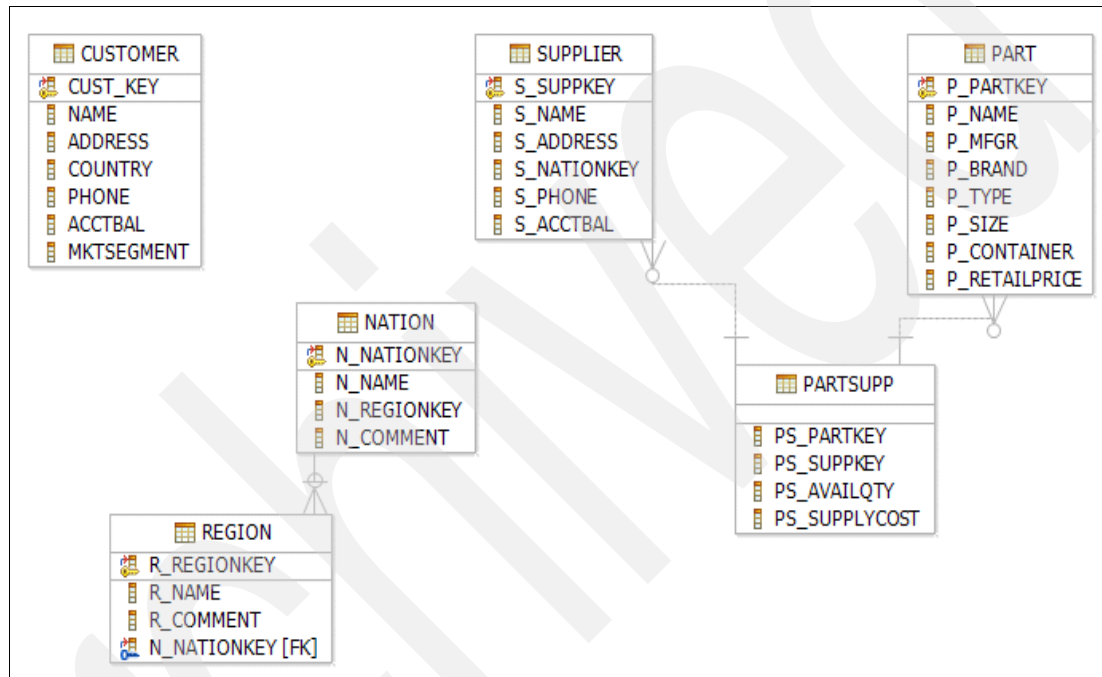 CUSTOMER
CUST_KEY
NAME
ADDRESS
COUNTRY
PHONE
ACCTBAL
MKTSEGMENT
SUPPLIER
S_SUPPKEY
S_NAME
S_ADDRESS
S_NATIONKEY
S_PHONE
S_ACCTBAL
PART
P_PARTKEY
P_NAME
P_MFGR
P_BRAND
P_TYPE
P_SIZE
P_CONTAINER
P_RETAILPRICE
NATION
N_NATIONKEY
N_NAME
N_REGIONKEY
N_COMMENT
PARTSUPP
PS_PARTKEY
PS_SUPPKEY
PS_AVAILQTY
PS_SUPPLYCOST
REGION
R_REGIONKEY
R_NAME
R_COMMENT
N_NATIONKEY [FK]